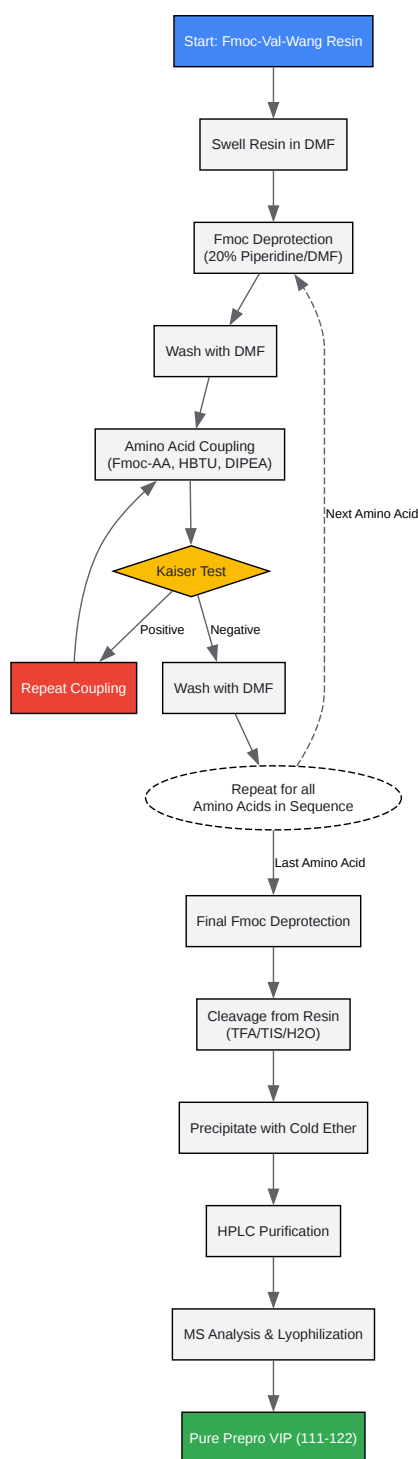 Start: Fmoc-Val-Wang Resin
Swell Resin in DMF
Fmoc Deprotection
(20% Piperidine/DMF)
Wash with DMF
Amino Acid Coupling
(Fmoc-AA, HBTU, DIPEA)
Next Amino Acid
Kaiser Test
Positive
Negative
Repeat Coupling
Wash with DMF
Repeat for all
Amino Acids in Sequence
Last Amino Acid
Final Fmoc Deprotection
Cleavage from Resin
(TFA/TIS/H2O)
Precipitate with Cold Ether
HPLC Purification
MS Analysis & Lyophilization
Pure Prepro VIP (111-122)